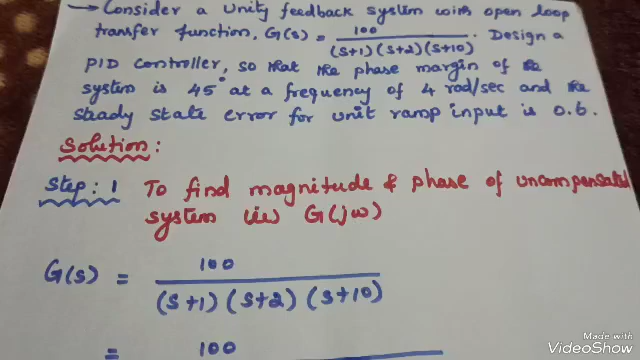 → Consider a Unity feedback system with open loop
transfer function, G(s) = 100 / (s+1)(s+2)(s+10). Design a
PID controller, so that the phase margin of the
system is 45° at a frequency of 4 rad/sec and the
steady state error for unit ramp input is 0.6.
Solution:
Step: 1 To find magnitude & phase of uncompensated
system (ii) G(jω)
G(s) = 100 / (s+1)(s+2)(s+10)
= 100
Made with
VideoShow